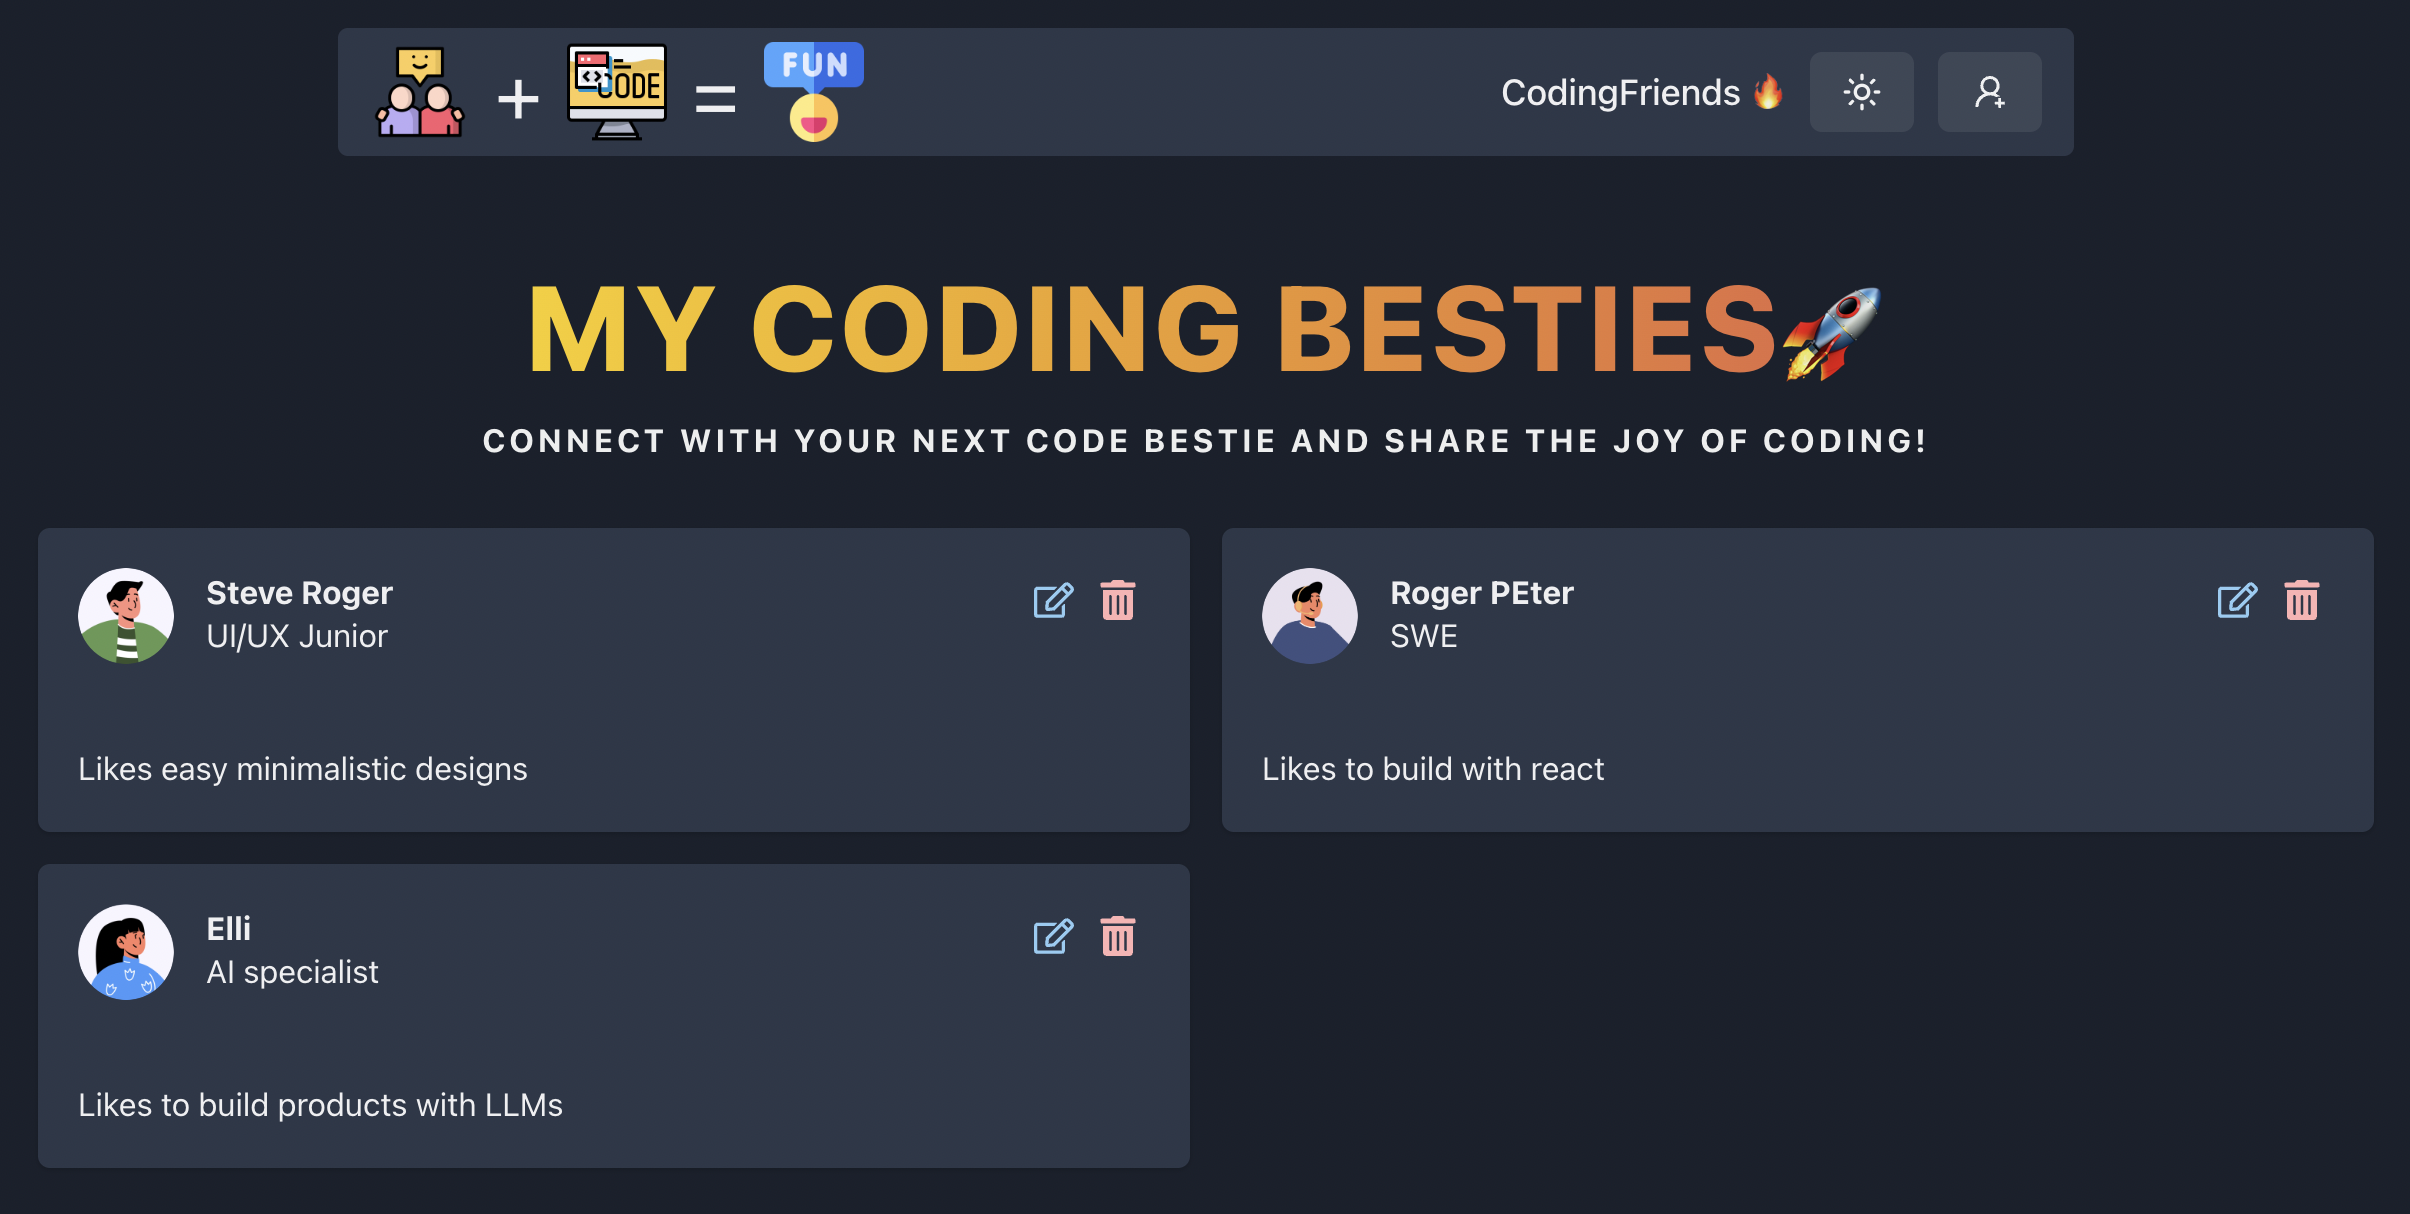 CODE
FUN
+
=
CodingFriends 🔥
MY CODING BESTIES🚀
CONNECT WITH YOUR NEXT CODE BESTIE AND SHARE THE JOY OF CODING!
Steve Roger
UI/UX Junior
Likes easy minimalistic designs
Roger PEter
SWE
Likes to build with react
Elli
AI specialist
Likes to build products with LLMs